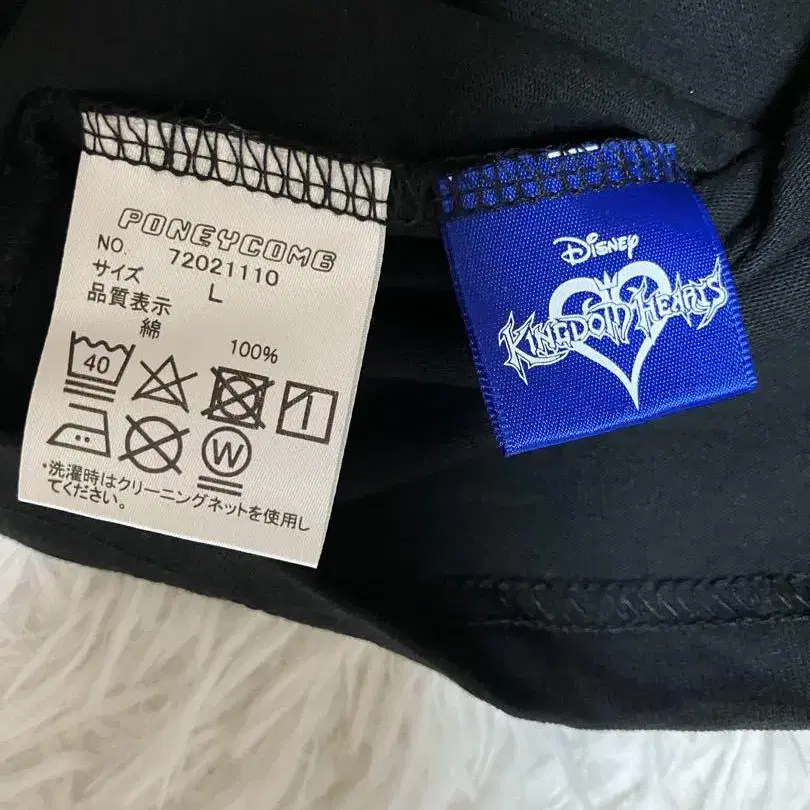 PONEYCOMB
NO. 72021110
サイズ L
品質表示
綿 100%
40
W
・洗濯時はクリーニングネットを使用し
てください。
Disney
KINGDOM HEARTS